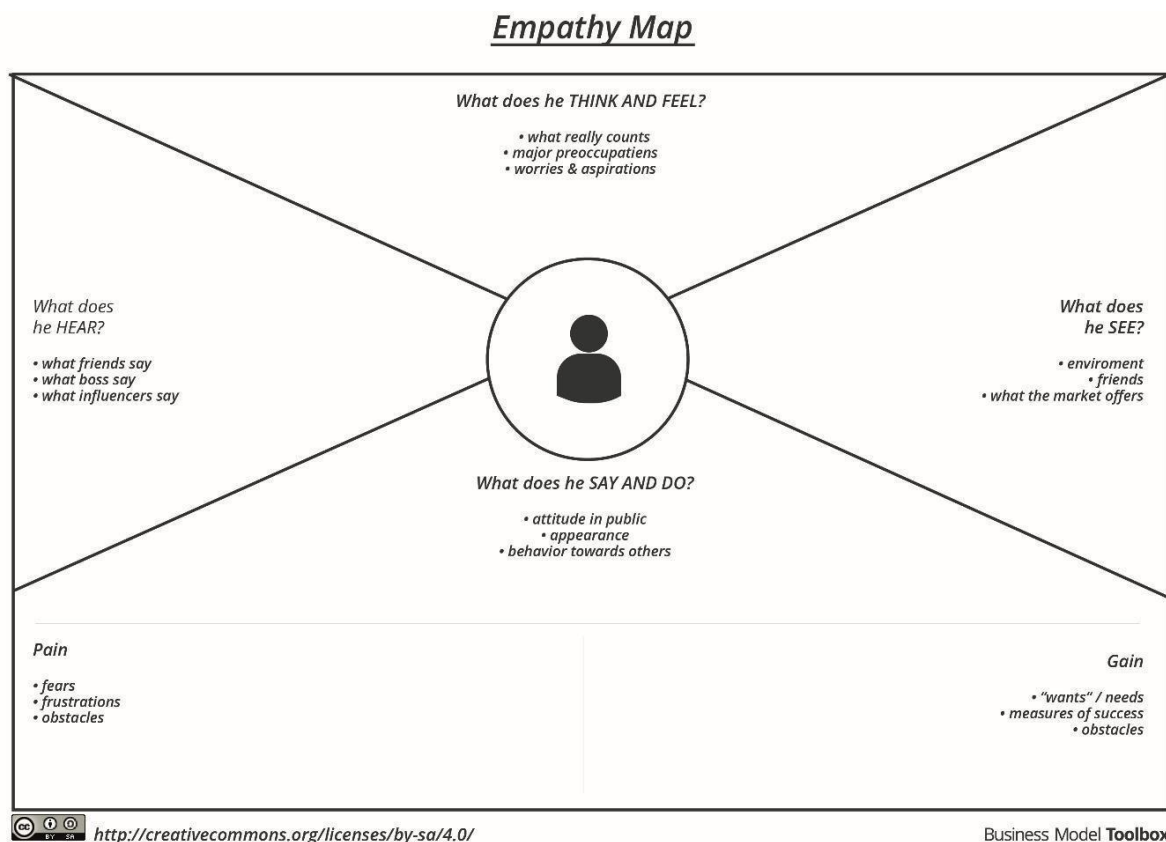 Empathy Map
What does he THINK AND FEEL?
• what really counts
• major preoccupatiens
• worries & aspirations
What does
he HEAR?
• what friends say
• what boss say
• what influencers say
What does
he SEE?
• enviroment
• friends
• what the market offers
What does he SAY AND DO?
• attitude in public
• appearance
• behavior towards others
Pain
• fears
• frustrations
• obstacles
Gain
• “wants“ / needs
• measures of success
• obstacles
cc BY SA
http://creativecommons.org/licenses/by-sa/4.0/
Business Model Toolbox